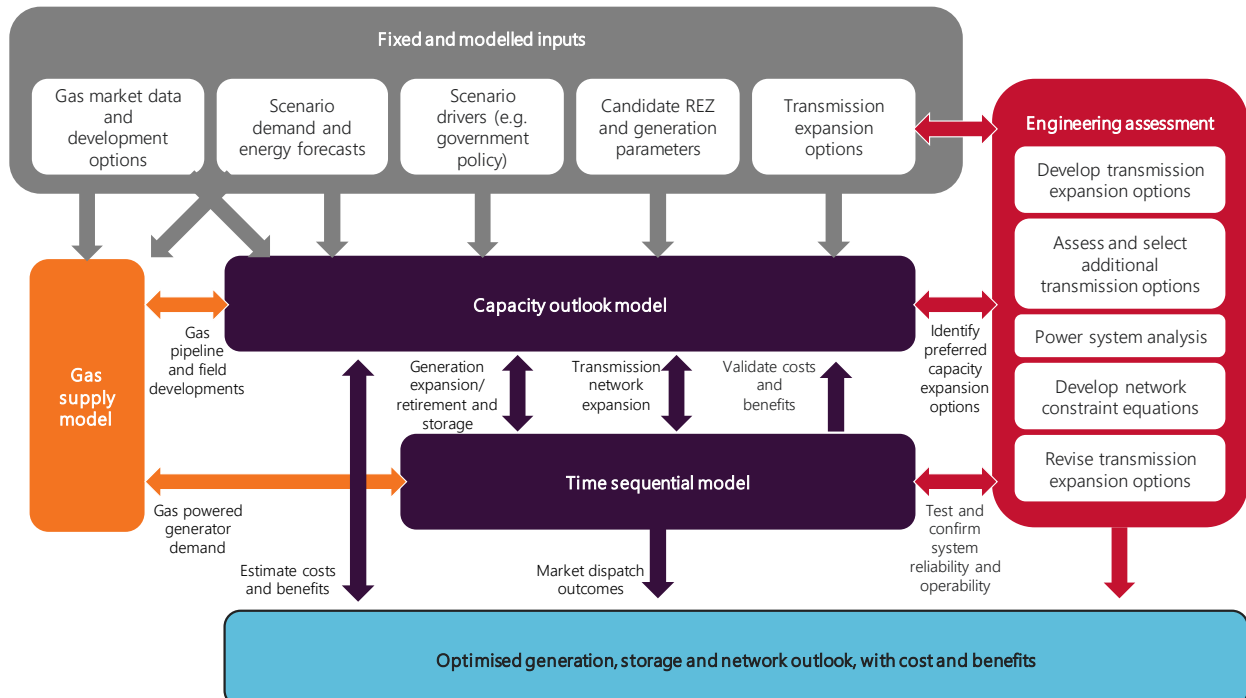 Fixed and modelled inputs
Gas market data
and
development
options
Scenario
demand and
energy forecasts
Scenario
drivers (e.g.
government
policy)
Candidate REZ
and generation
parameters
Transmission
expansion
options
Engineering assessment
Develop transmission
expansion options
Assess and select
additional
transmission options
Power system analysis
Develop network
constraint equations
Revise transmission
expansion options
Capacity outlook model
Gas
supply
model
Gas
pipeline
and field
developments
Generation
expansion/
retirement and
storage
Transmission
network
expansion
Validate costs
and
benefits
Identify
preferred
capacity
expansion
options
Time sequential model
Gas powered
generator
demand
Estimate costs
and benefits
Market dispatch
outcomes
Test and
confirm
system
reliability and
operability
Optimised generation, storage and network outlook, with cost and benefits